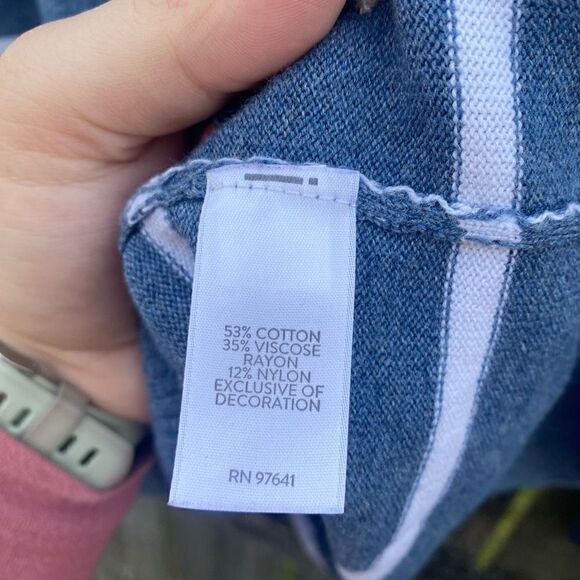 53% COTTON
35% VISCOSE
RAYON
12% NYLON
EXCLUSIVE OF
DECORATION
RN 97641